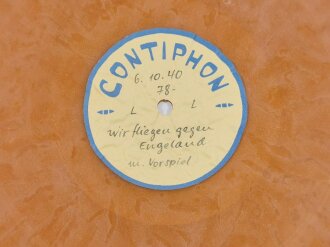 CONTIPHON
6. 10. 40
78-
L L
wir fliegen gegen
Engeland
m. Vorspiel